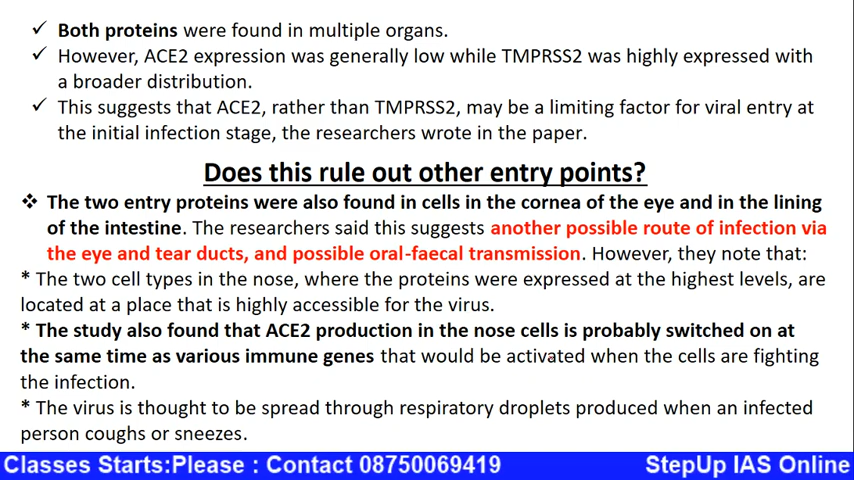 ✓ Both proteins were found in multiple organs.
✓ However, ACE2 expression was generally low while TMPRSS2 was highly expressed with
a broader distribution.
✓ This suggests that ACE2, rather than TMPRSS2, may be a limiting factor for viral entry at
the initial infection stage, the researchers wrote in the paper.
Does this rule out other entry points?
❖ The two entry proteins were also found in cells in the cornea of the eye and in the lining
of the intestine. The researchers said this suggests another possible route of infection via
the eye and tear ducts, and possible oral-faecal transmission. However, they note that:
* The two cell types in the nose, where the proteins were expressed at the highest levels, are
located at a place that is highly accessible for the virus.
* The study also found that ACE2 production in the nose cells is probably switched on at
the same time as various immune genes that would be activated when the cells are fighting
the infection.
* The virus is thought to be spread through respiratory droplets produced when an infected
person coughs or sneezes.
Classes Starts:Please : Contact 08750069419 StepUp IAS Online